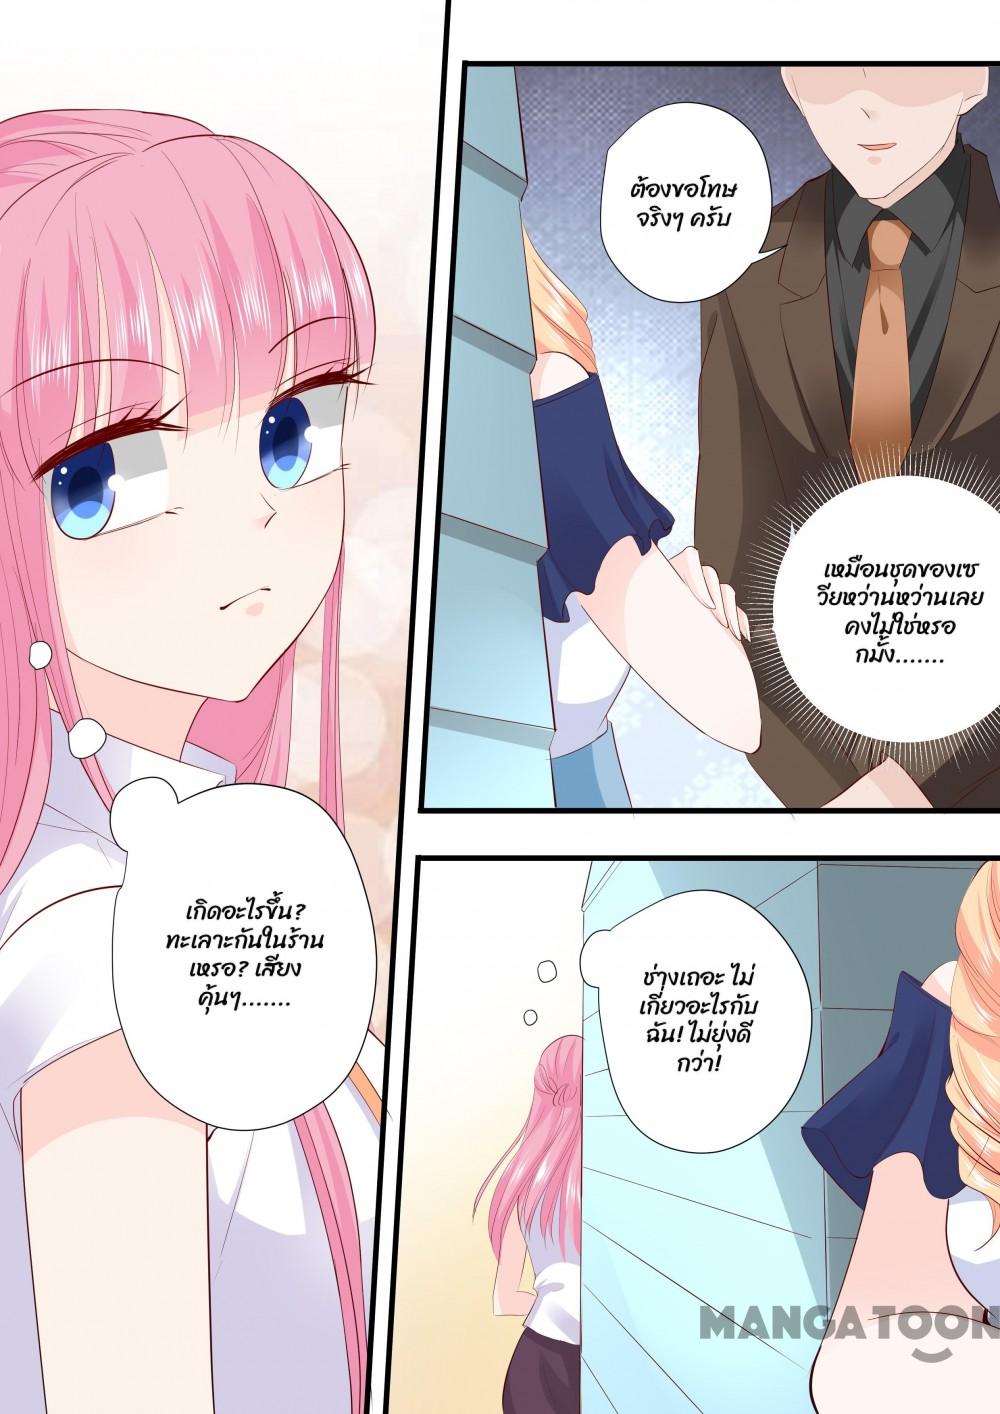 ต้องขอโทษ
จริงๆ ครับ
เหมือนชุดของเซ
วียหว่านหว่านเลย
คงไม่ใช่หรอ
กมั้ง.......
เกิดอะไรขึ้น?
ทะเลาะกันในร้าน
เหรอ? เสียง
คุ้นๆ.......
ช่างเถอะ ไม่
เกี่ยวอะไรกับ
ฉัน! ไม่ยุ่งดี
กว่า!
MANGATOON